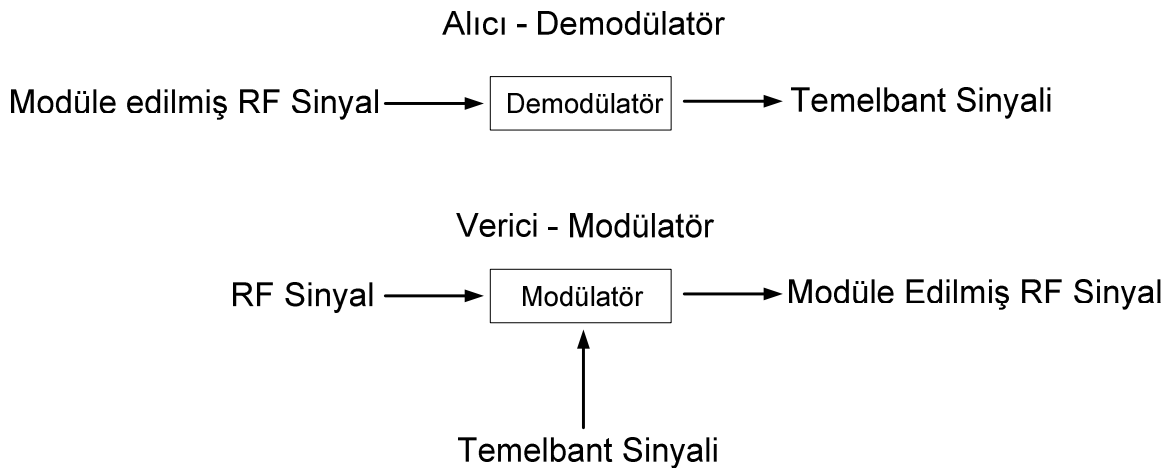 Alıcı - Demodülatör
Modüle edilmiş RF Sinyal
Demodülatör
Temelbant Sinyali
Verici - Modülatör
RF Sinyal
Modülatör
Modüle Edilmiş RF Sinyal
Temelbant Sinyali